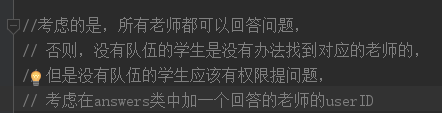 //考虑的是，所有老师都可以回答问题，
// 否则，没有队伍的学生是没有办法找到对应的老师的，
// 但是没有队伍的学生应该有权限提问题，
// 考虑在answers类中加一个回答的老师的userID